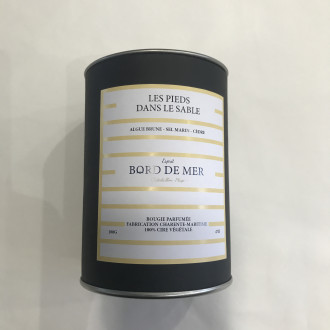 LES PIEDS
DANS LE SABLE
ALGUE BRUNE - SEL MARIN - CEDRE
Esprit
BORD DE MER
BOUGIE PARFUMÉE
FABRICATION CHARENTE-MARITIME
100% CIRE VÉGÉTALE